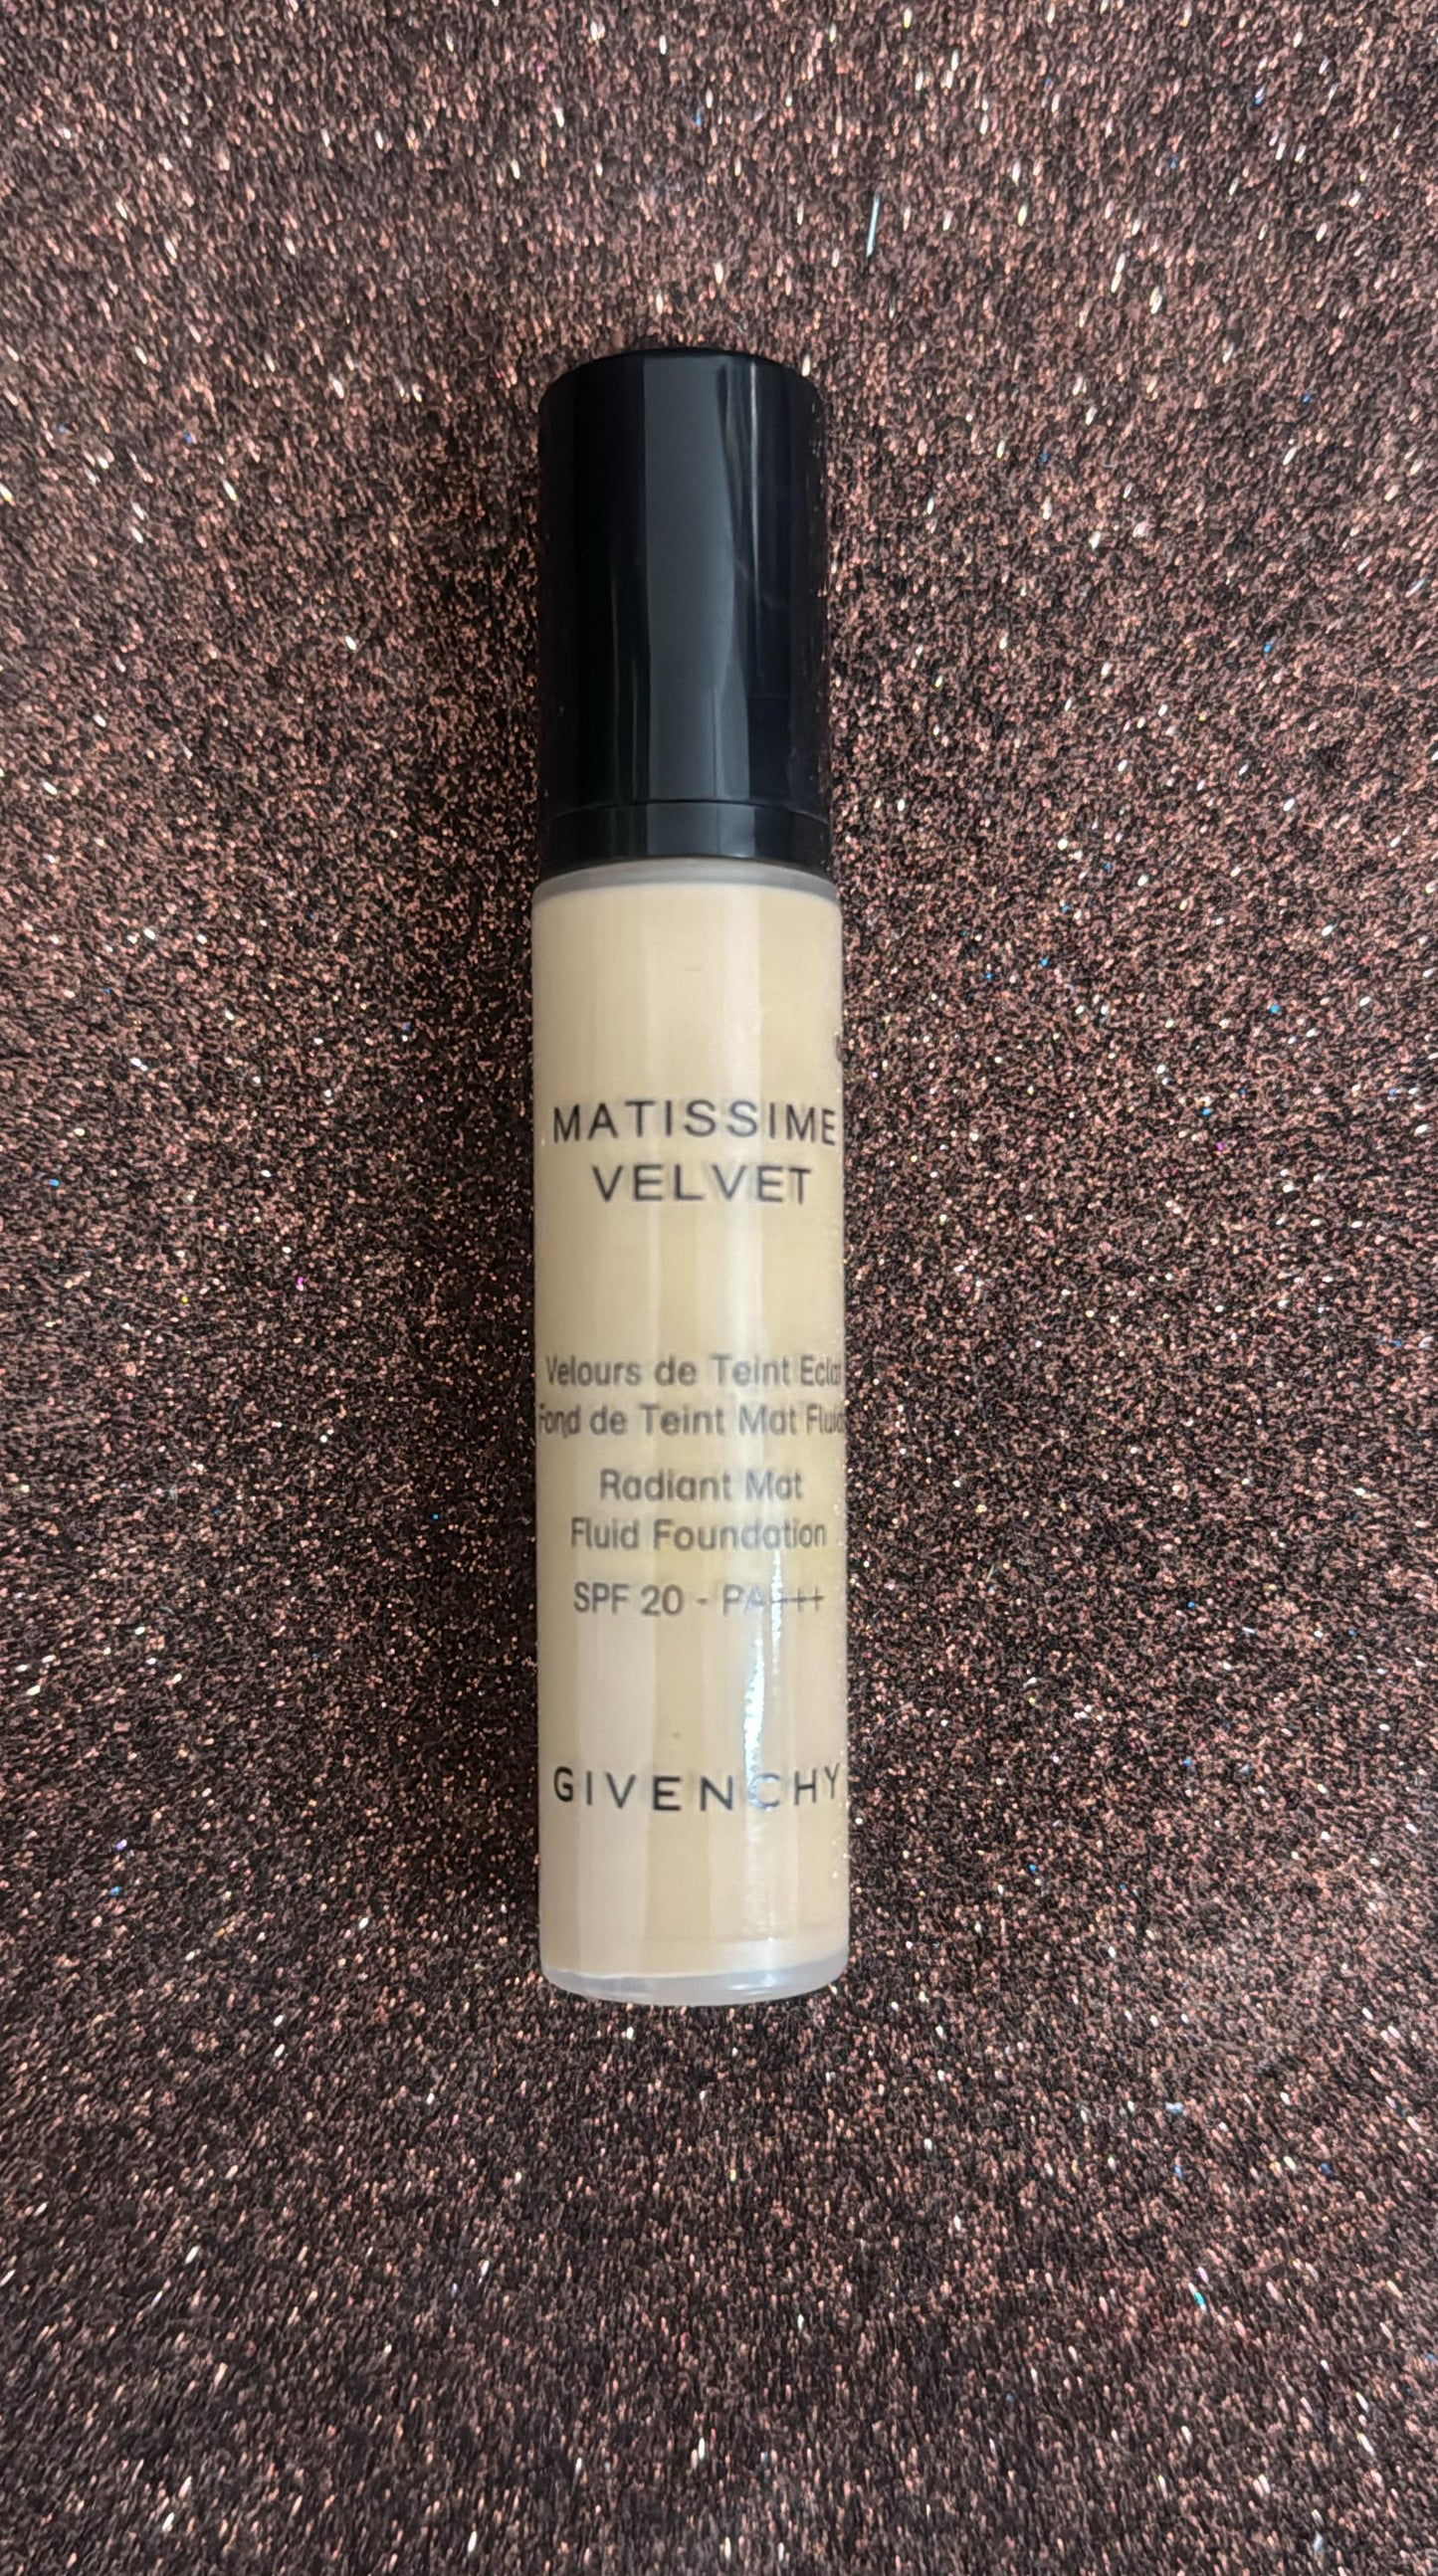 MATISSIME
VELVET
Velours de Teint Eclat
Fond de Teint Mat Fluide
Radiant Mat
Fluid Foundation
SPF 20 - PA+++
GIVENCHY